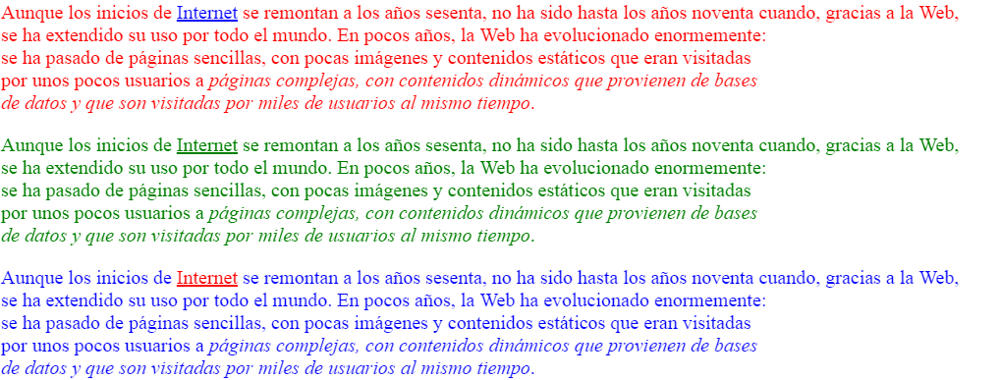 Aunque los inicios de Internet se remontan a los años sesenta, no ha sido hasta los años noventa cuando, gracias a la Web,
se ha extendido su uso por todo el mundo. En pocos años, la Web ha evolucionado enormemente:
se ha pasado de páginas sencillas, con pocas imágenes y contenidos estáticos que eran visitadas
por unos pocos usuarios a páginas complejas, con contenidos dinámicos que provienen de bases
de datos y que son visitadas por miles de usuarios al mismo tiempo.
Aunque los inicios de Internet se remontan a los años sesenta, no ha sido hasta los años noventa cuando, gracias a la Web,
se ha extendido su uso por todo el mundo. En pocos años, la Web ha evolucionado enormemente:
se ha pasado de páginas sencillas, con pocas imágenes y contenidos estáticos que eran visitadas
por unos pocos usuarios a páginas complejas, con contenidos dinámicos que provienen de bases
de datos y que son visitadas por miles de usuarios al mismo tiempo.
Aunque los inicios de Internet se remontan a los años sesenta, no ha sido hasta los años noventa cuando, gracias a la Web,
se ha extendido su uso por todo el mundo. En pocos años, la Web ha evolucionado enormemente:
se ha pasado de páginas sencillas, con pocas imágenes y contenidos estáticos que eran visitadas
por unos pocos usuarios a páginas complejas, con contenidos dinámicos que provienen de bases
de datos y que son visitadas por miles de usuarios al mismo tiempo.